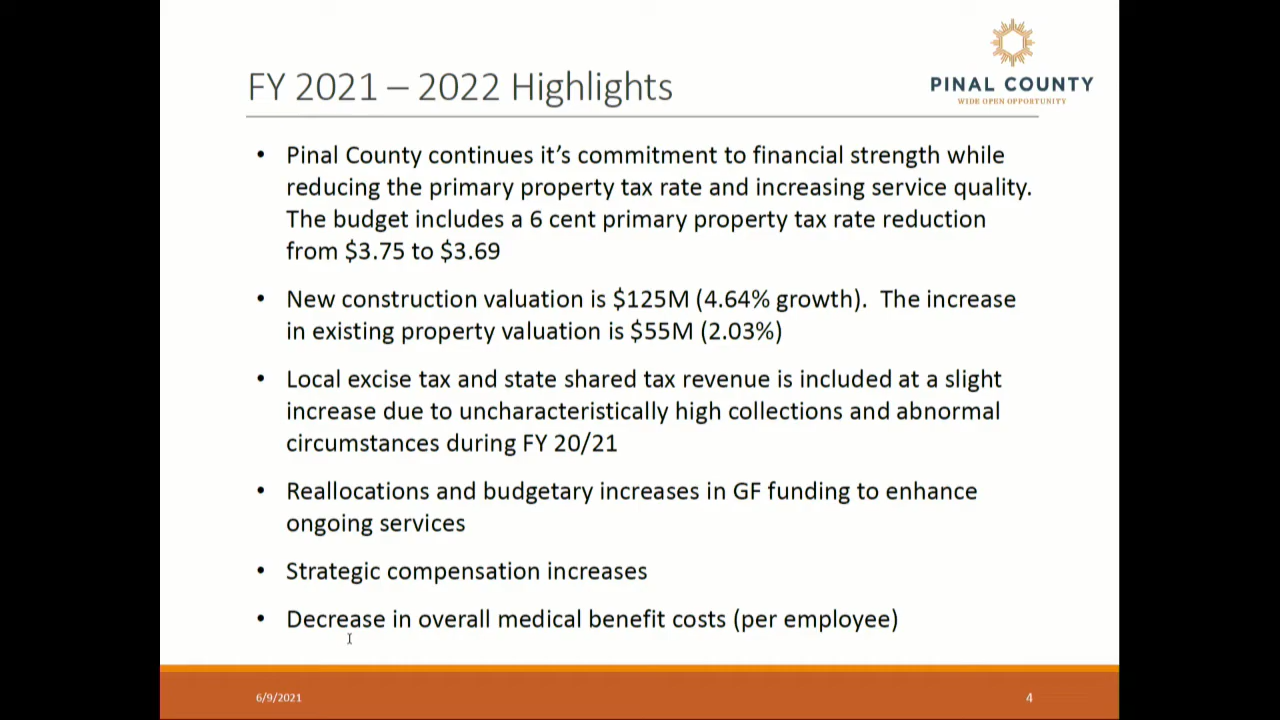 PINAL COUNTY
WIDE OPEN OPPORTUNITY
FY 2021 – 2022 Highlights
• Pinal County continues it's commitment to financial strength while
reducing the primary property tax rate and increasing service quality.
The budget includes a 6 cent primary property tax rate reduction
from $3.75 to $3.69
• New construction valuation is $125M (4.64% growth).  The increase
in existing property valuation is $55M (2.03%)
• Local excise tax and state shared tax revenue is included at a slight
increase due to uncharacteristically high collections and abnormal
circumstances during FY 20/21
• Reallocations and budgetary increases in GF funding to enhance
ongoing services
• Strategic compensation increases
• Decrease in overall medical benefit costs (per employee)
6/9/2021
4